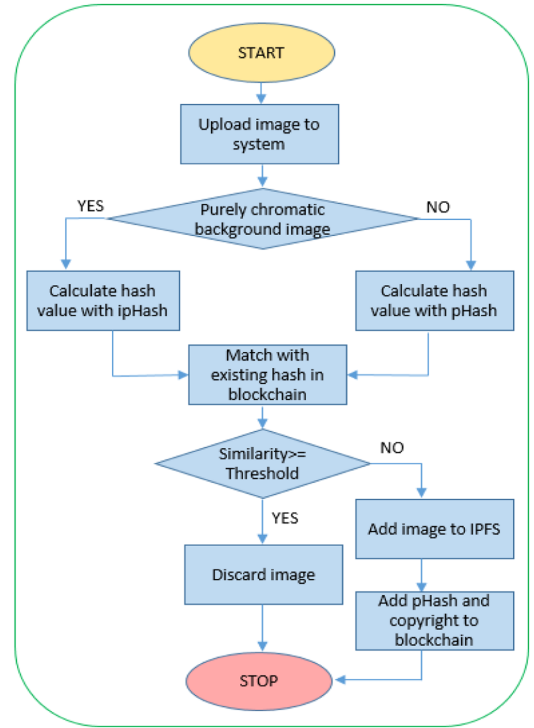 START
Upload image to
system
YES
Purely chromatic
background image
NO
Calculate hash
value with ipHash
Calculate hash
value with pHash
Match with
existing hash in
blockchain
Similarity>=
Threshold
NO
YES
Add image to IPFS
Discard image
Add pHash and
copyright to
blockchain
STOP